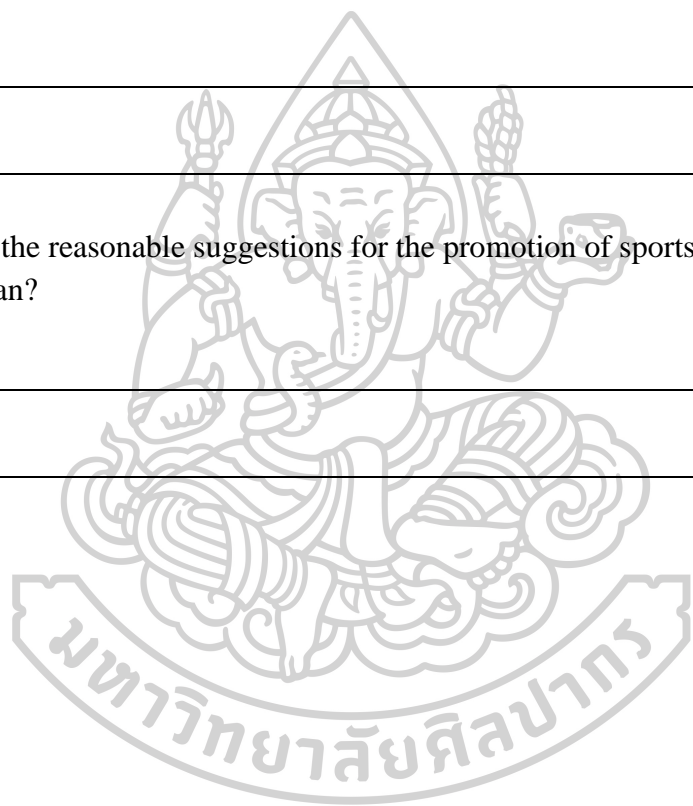 the reasonable suggestions for the promotion of sports
an?
มหาวิทยาลัยศิลปากร